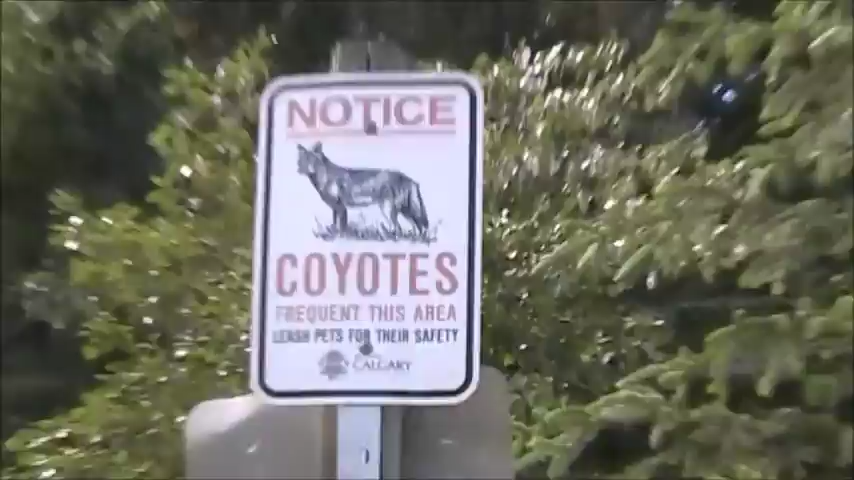 NOTICE
COYOTES
FREQUENT THIS AREA
LEASH PETS FOR THEIR SAFETY
CALGARY